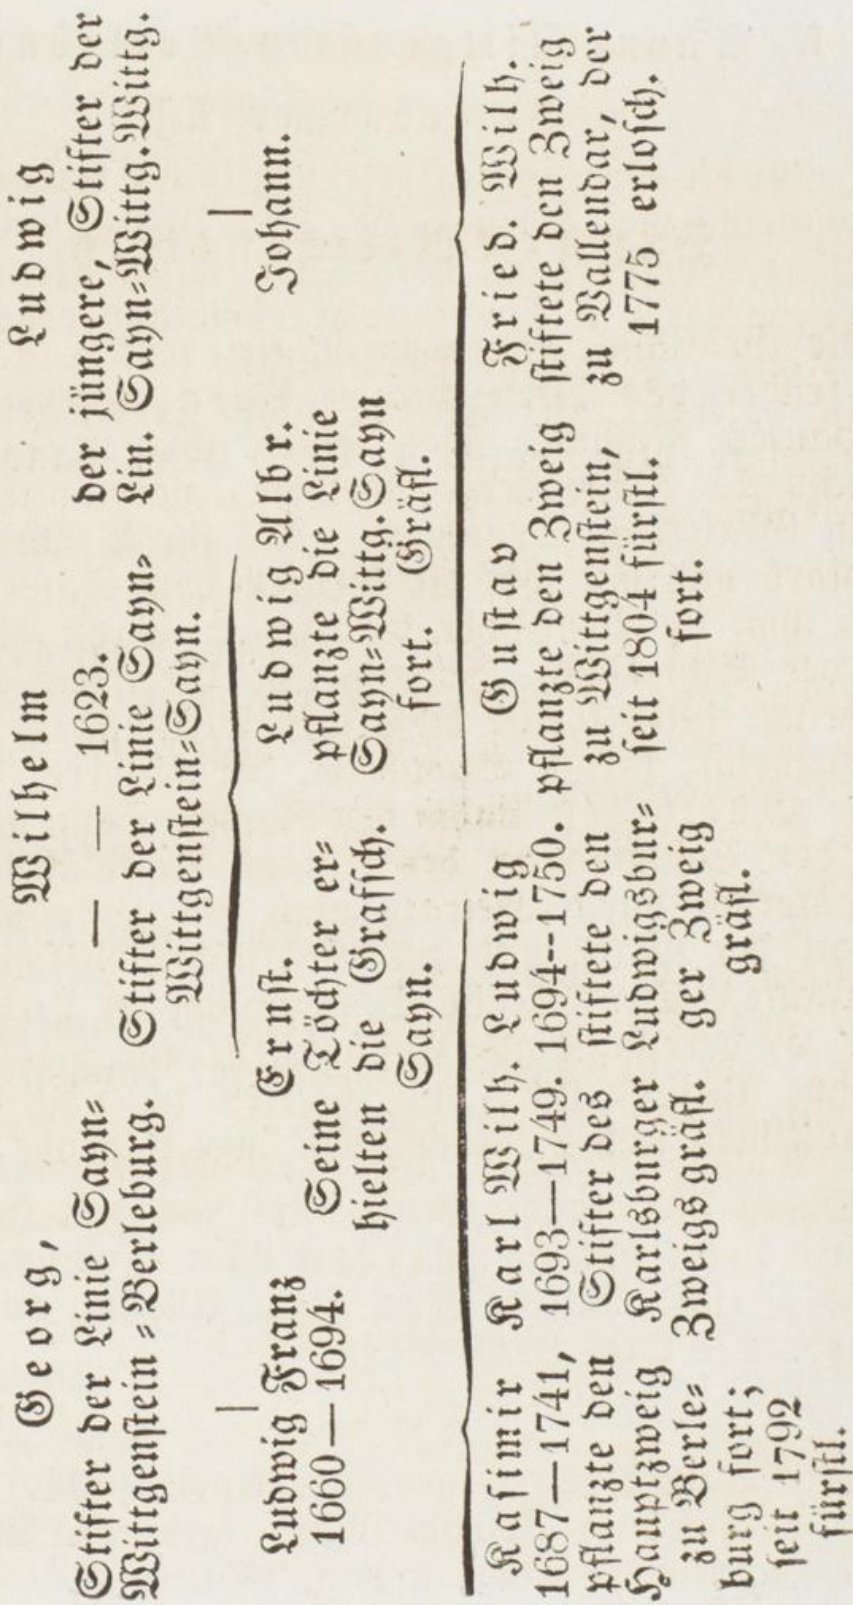 Georg,
Stifter der Linie Sayn-
Wittgenstein-Berleburg.
Wilhelm
— — 1623.
Stifter der Linie Sayn-
Wittgenstein-Sayn.
Ludwig
der jüngere, Stifter der
Lin. Sayn-Wittg.Wittg.
Ludwig Franz
1660—1694.
Ernst.
Seine Töchter er-
hielten die Grafsch.
Sayn.
Ludwig Albr.
pflanzte die Linie
Sayn-Wittg.Sayn
fort. Gräfl.
Johann.
Kasimir
1687—1741,
pflanzte den
Hauptzweig
zu Berle-
burg fort;
seit 1792
fürstl.
Karl Wilh.
1693—1749.
Stifter des
Karlsburger
Zweigs gräfl.
Ludwig
1694--1750.
stiftete den
Ludwigsbur-
ger Zweig
gräfl.
Gustav
pflanzte den Zweig
zu Wittgenstein,
seit 1804 fürstl.
fort.
Fried. Wilh.
stiftete den Zweig
zu Vallendar, der
1775 erlosch.